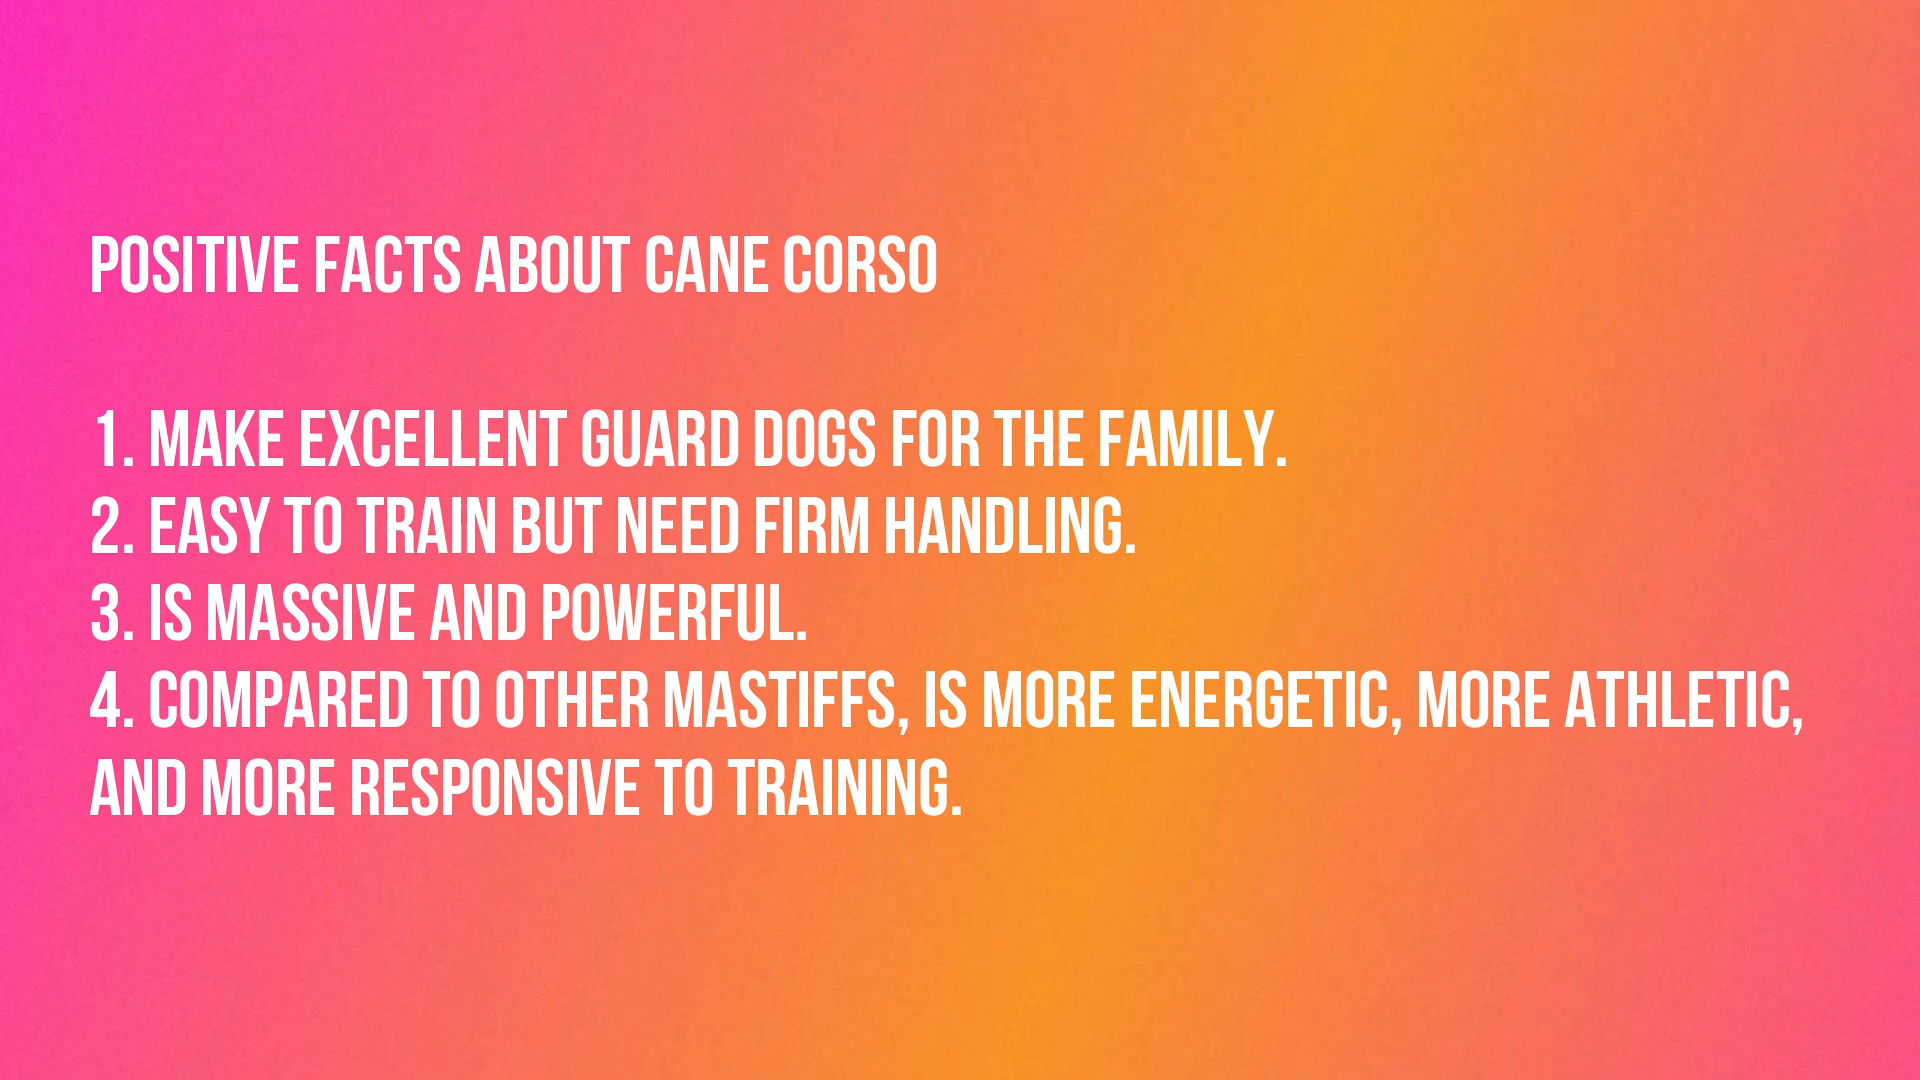 POSITIVE FACTS ABOUT CANE CORSO
1. MAKE EXCELLENT GUARD DOGS FOR THE FAMILY.
2. EASY TO TRAIN BUT NEED FIRM HANDLING.
3. IS MASSIVE AND POWERFUL.
4. COMPARED TO OTHER MASTIFFS, IS MORE ENERGETIC, MORE ATHLETIC,
AND MORE RESPONSIVE TO TRAINING.